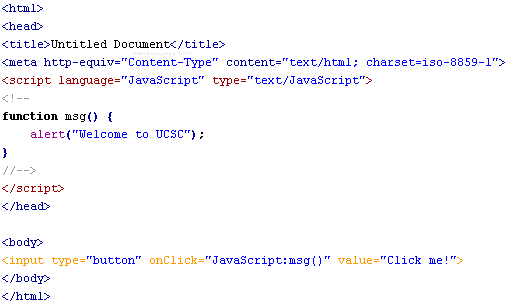 <html>
<head>
<title>Untitled Document</title>
<meta http-equiv="Content-Type" content="text/html; charset=iso-8859-1">
<script language="JavaScript" type="text/JavaScript">
<!--
function msg() {
    alert("Welcome to UCSC");
}
//-->
</script>
</head>

<body>
<input type="button" onClick="JavaScript:msg()" value="Click me!">
</body>
</html>